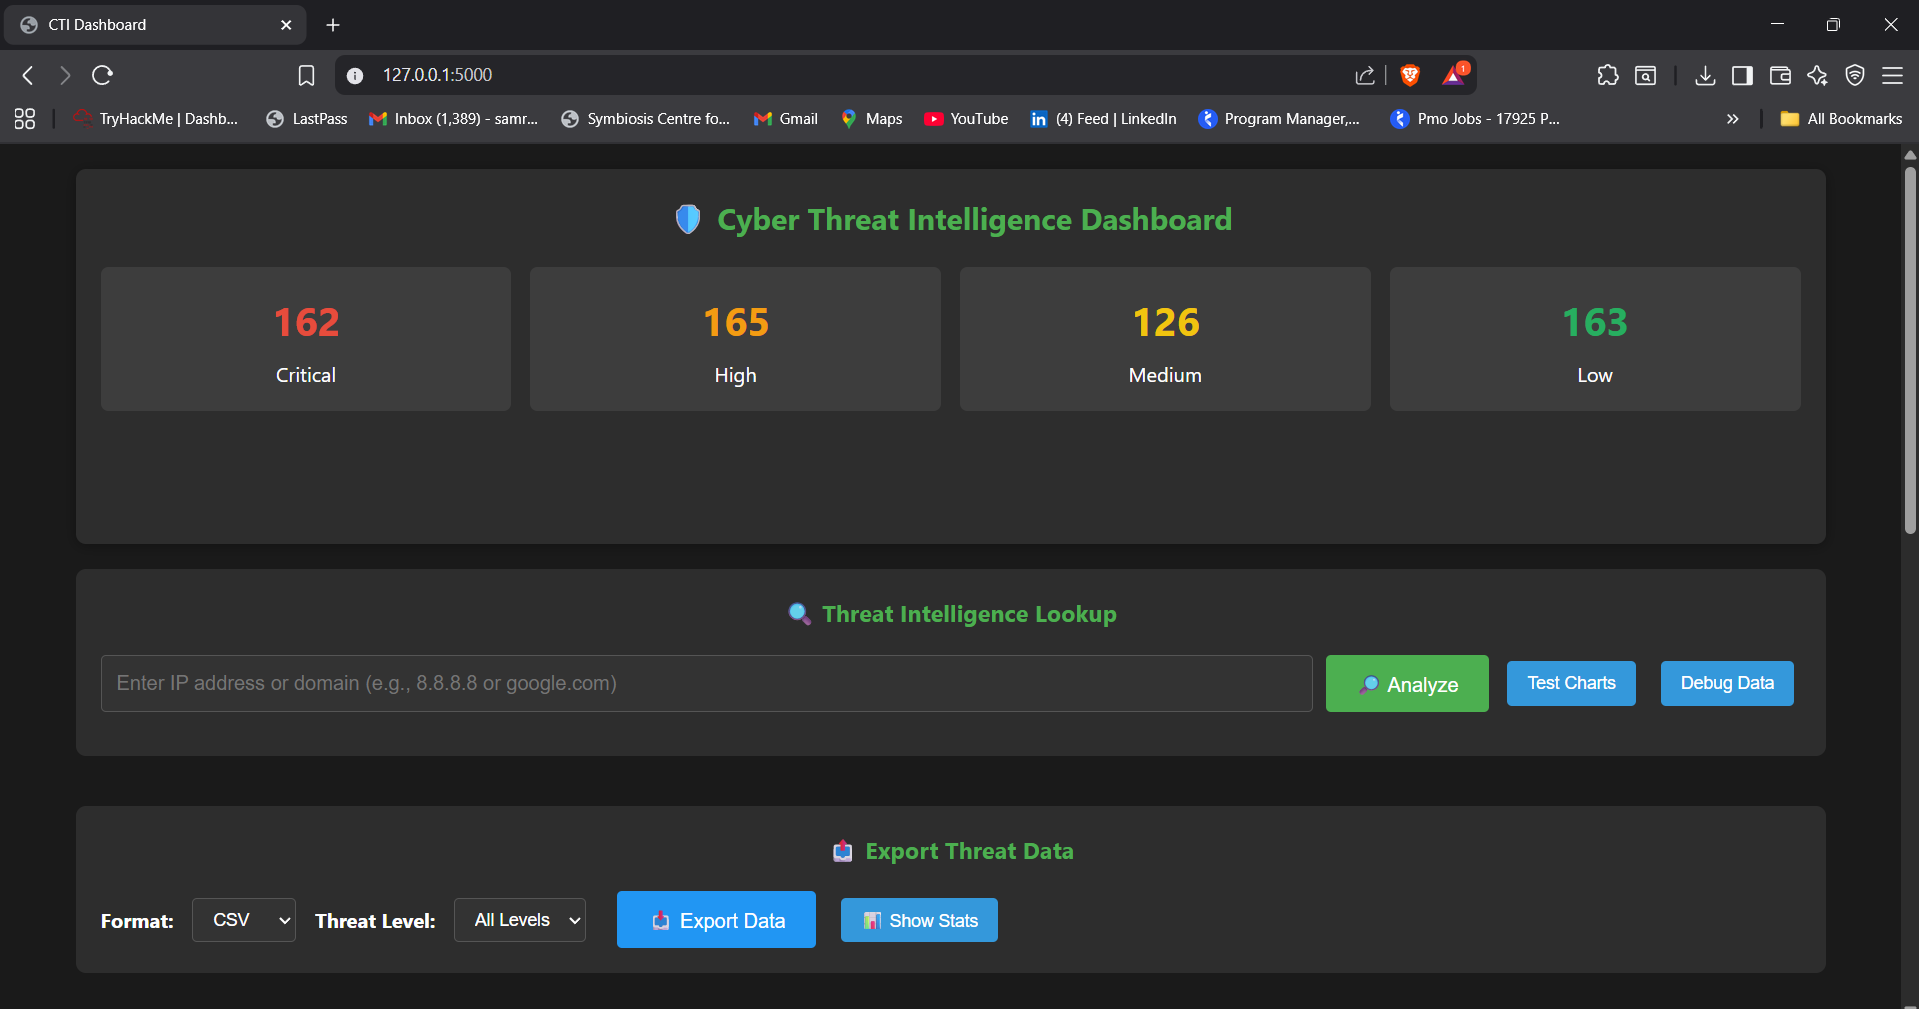 CTI Dashboard
127.0.0.1:5000
1
TryHackMe | Dashb...
LastPass
Inbox (1,389) - samr...
Symbiosis Centre fo...
Gmail
Maps
YouTube
(4) Feed | LinkedIn
Program Manager,...
Pmo Jobs - 17925 P...
All Bookmarks
Cyber Threat Intelligence Dashboard
162
Critical
165
High
126
Medium
163
Low
Threat Intelligence Lookup
Enter IP address or domain (e.g., 8.8.8.8 or google.com)
Analyze
Test Charts
Debug Data
Export Threat Data
Format:
CSV
Threat Level:
All Levels
Export Data
Show Stats